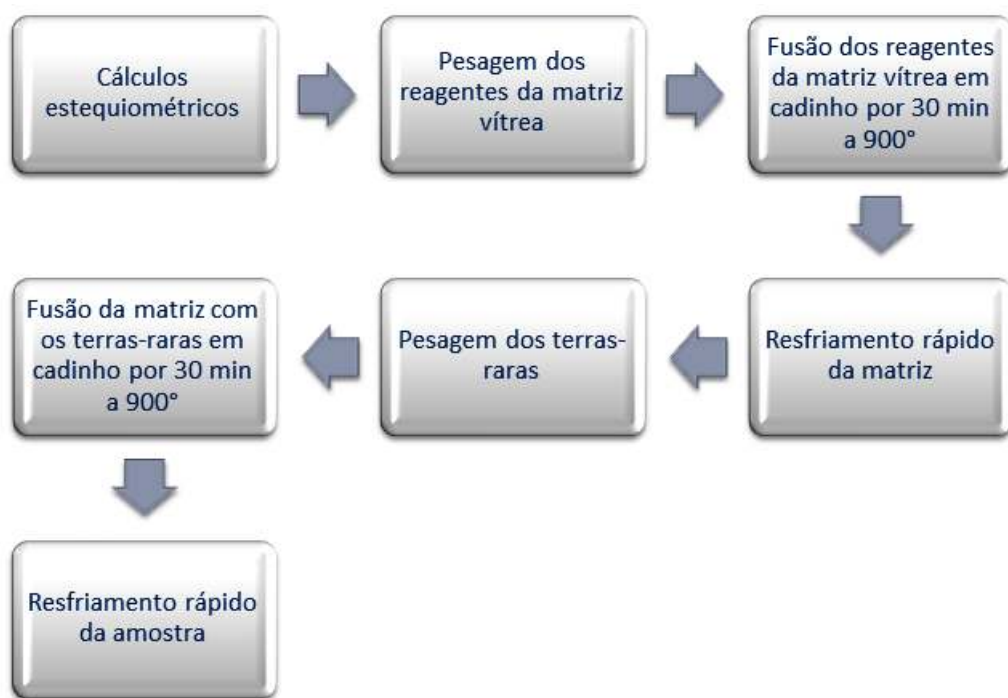 Cálculos
estequiométricos
Pesagem dos
reagentes da matriz
vítrea
Fusão dos reagentes
da matriz vítrea em
cadinho por 30 min
a 900°
Resfriamento rápido
da matriz
Pesagem dos terras-
raras
Fusão da matriz com
os terras-raras em
cadinho por 30 min
a 900°
Resfriamento rápido
da amostra